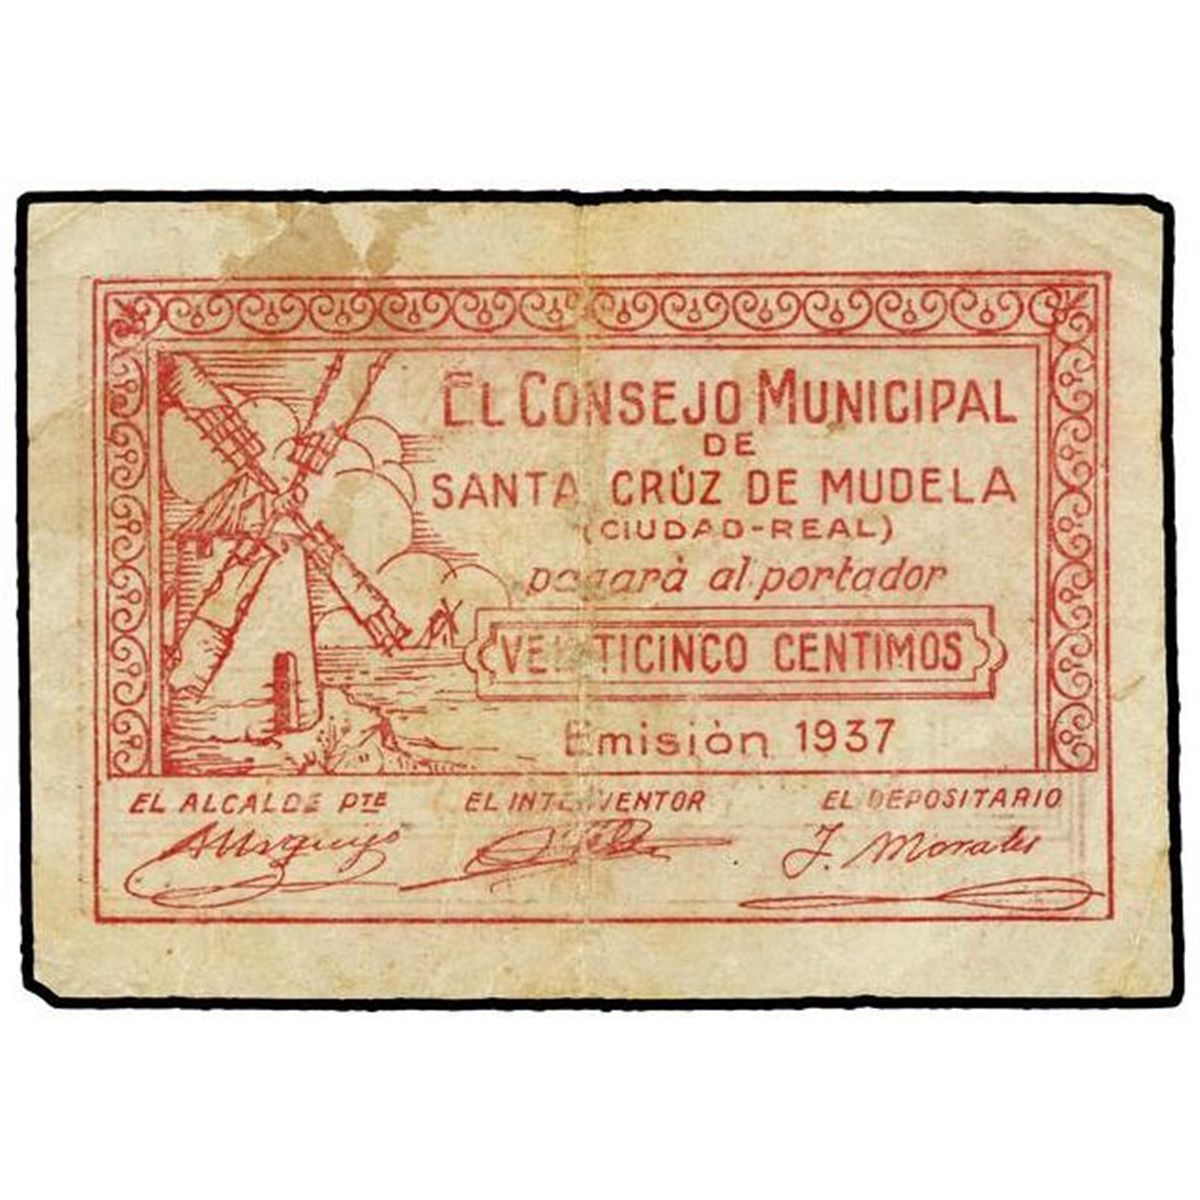 EL CONSEJO MUNICIPAL
DE
SANTA CRÚZ DE MUDELA
(CIUDAD-REAL)
pagarà al portador
VEINTICINCO CENTIMOS
Emisiòn 1937
EL ALCALDE PTE EL INTERVENTOR EL DEPOSITARIO
J. Morales